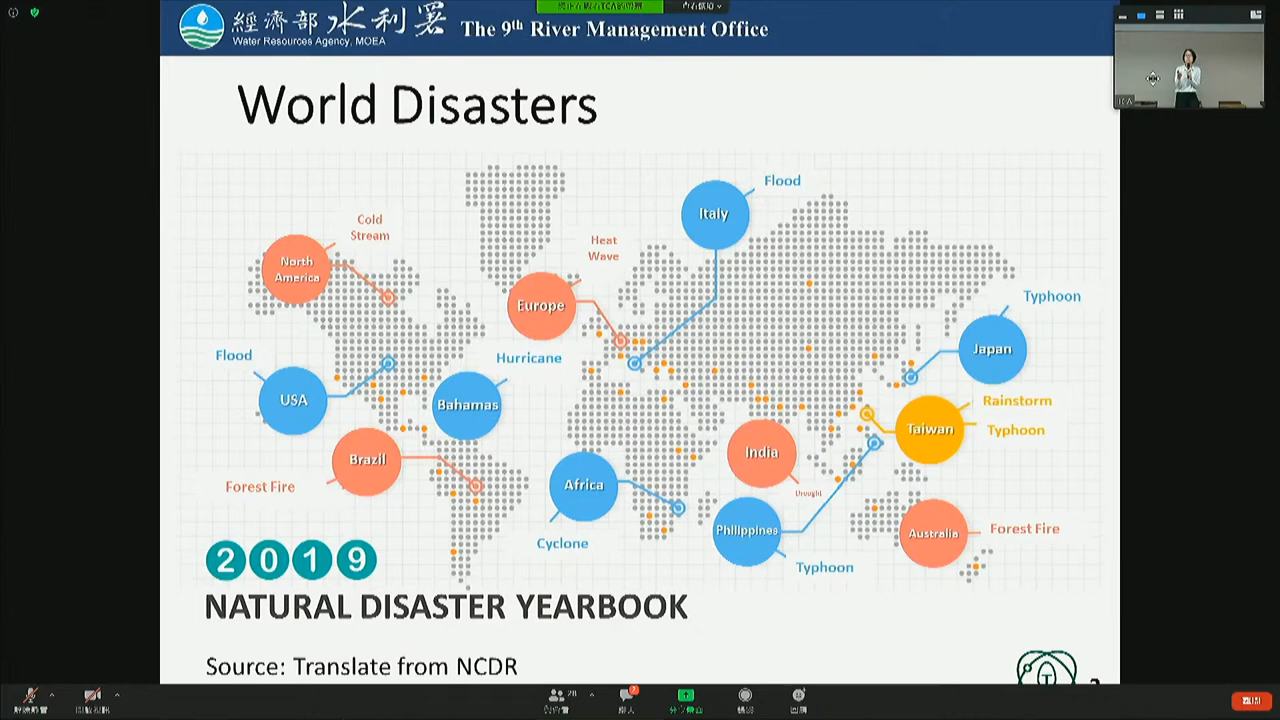 經濟部水利署
Water Resources Agency, MOEA
The 9th River Management Office
World Disasters
Flood
Italy
Cold
Stream
North
America
Heat
Wave
Europe
Typhoon
Japan
Flood
USA
Hurricane
Bahamas
Rainstorm
Taiwan
Typhoon
Brazil
Forest Fire
India
Drought
Africa
Cyclone
Philippines
Typhoon
Australia
Forest Fire
2019
NATURAL DISASTER YEARBOOK
Source: Translate from NCDR
28